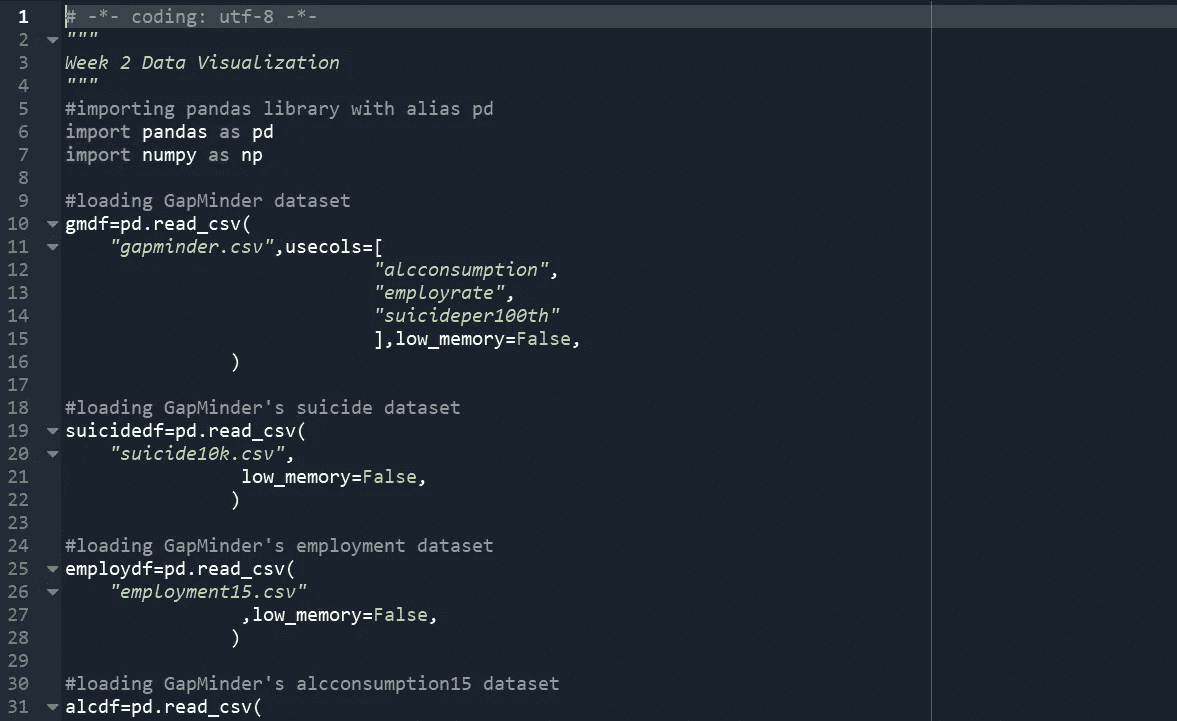 1 # -*- coding: utf-8 -*-
2 """
3 Week 2 Data Visualization
4 """
5 #importing pandas library with alias pd
6 import pandas as pd
7 import numpy as np
8
9 #loading GapMinder dataset
10 gmdf=pd.read_csv(
11     "gapminder.csv",usecols=[
12                             "alcconsumption",
13                             "employrate",
14                             "suicideper100th"
15                             ],low_memory=False,
16                )
17
18 #loading GapMinder's suicide dataset
19 suicidedf=pd.read_csv(
20     "suicide10k.csv",
21                 low_memory=False,
22                )
23
24 #loading GapMinder's employment dataset
25 employdf=pd.read_csv(
26     "employment15.csv"
27                 ,low_memory=False,
28                )
29
30 #loading GapMinder's alcconsumption15 dataset
31 alcdf=pd.read_csv(